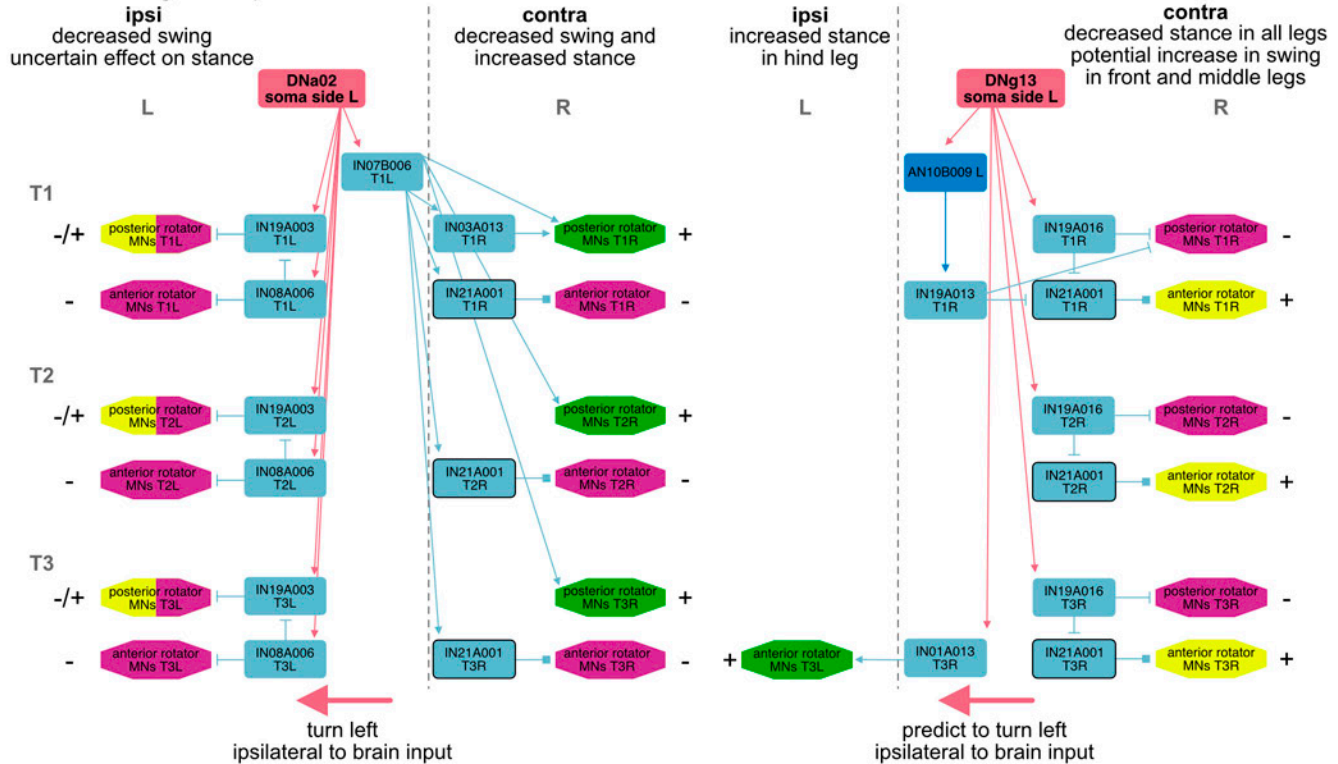 ipsi
decreased swing
uncertain effect on stance
contra
decreased swing and
increased stance
ipsi
increased stance
in hind leg
contra
decreased stance in all legs
potential increase in swing
in front and middle legs
DNa02
soma side L
DNg13
soma side L
L
R
L
R
IN07B006
T1L
AN10B009 L
T1
-/+
posterior rotator
MNs T1L
IN19A003
T1L
IN03A013
T1R
posterior rotator
MNs T1R
+
IN19A016
T1R
posterior rotator
MNs T1R
-
-
anterior rotator
MNs T1L
IN08A006
T1L
IN21A001
T1R
anterior rotator
MNs T1R
-
IN19A013
T1R
IN21A001
T1R
anterior rotator
MNs T1R
+
T2
-/+
posterior rotator
MNs T2L
IN19A003
T2L
posterior rotator
MNs T2R
+
IN19A016
T2R
posterior rotator
MNs T2R
-
-
anterior rotator
MNs T2L
IN08A006
T2L
IN21A001
T2R
anterior rotator
MNs T2R
-
IN21A001
T2R
anterior rotator
MNs T2R
+
T3
-/+
posterior rotator
MNs T3L
IN19A003
T3L
posterior rotator
MNs T3R
+
IN19A016
T3R
posterior rotator
MNs T3R
-
-
anterior rotator
MNs T3L
IN08A006
T3L
IN21A001
T3R
anterior rotator
MNs T3R
-
+
anterior rotator
MNs T3L
IN01A013
T3R
IN21A001
T3R
anterior rotator
MNs T3R
+
turn left
ipsilateral to brain input
predict to turn left
ipsilateral to brain input